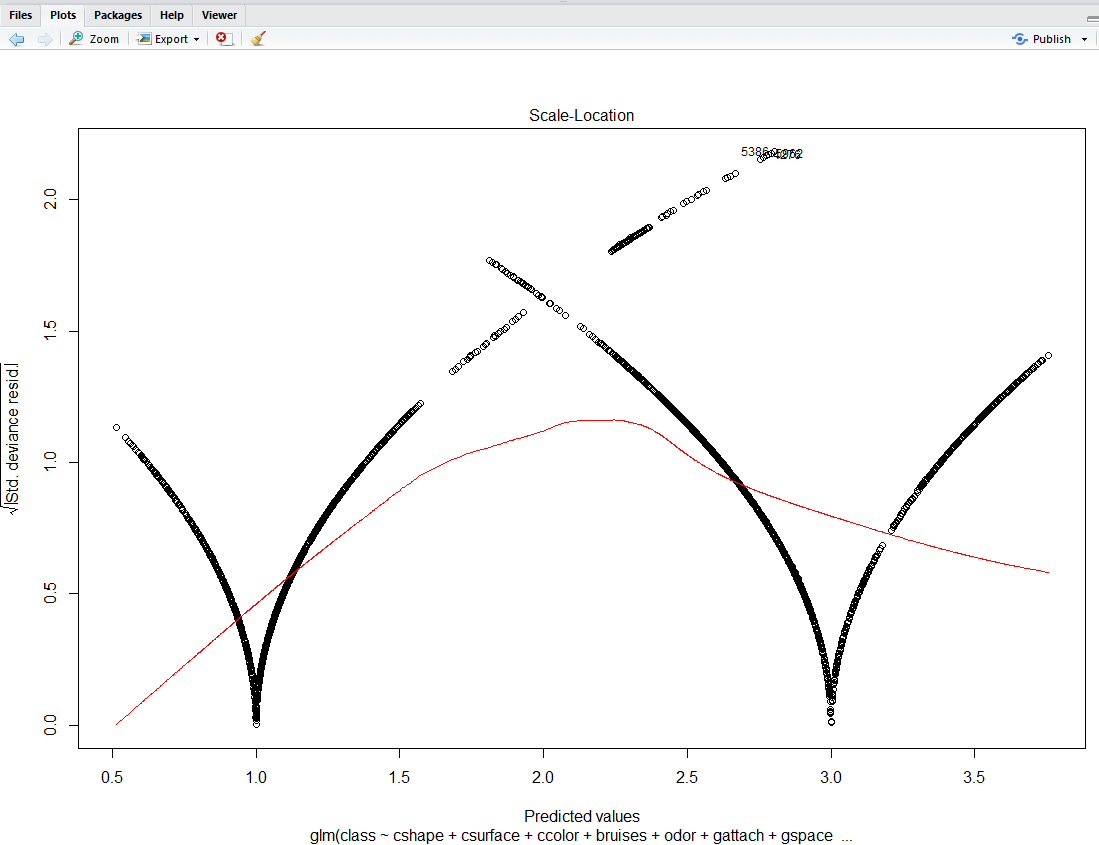 Files Plots Packages Help Viewer
Zoom Export Publish
Scale-Location
2.0
1.5
1.0
0.5
0.0
√|Std. deviance resid.|
0.5 1.0 1.5 2.0 2.5 3.0 3.5
Predicted values
glm(class ~ cshape + csurface + ccolor + bruises + odor + gattach + gspace ...